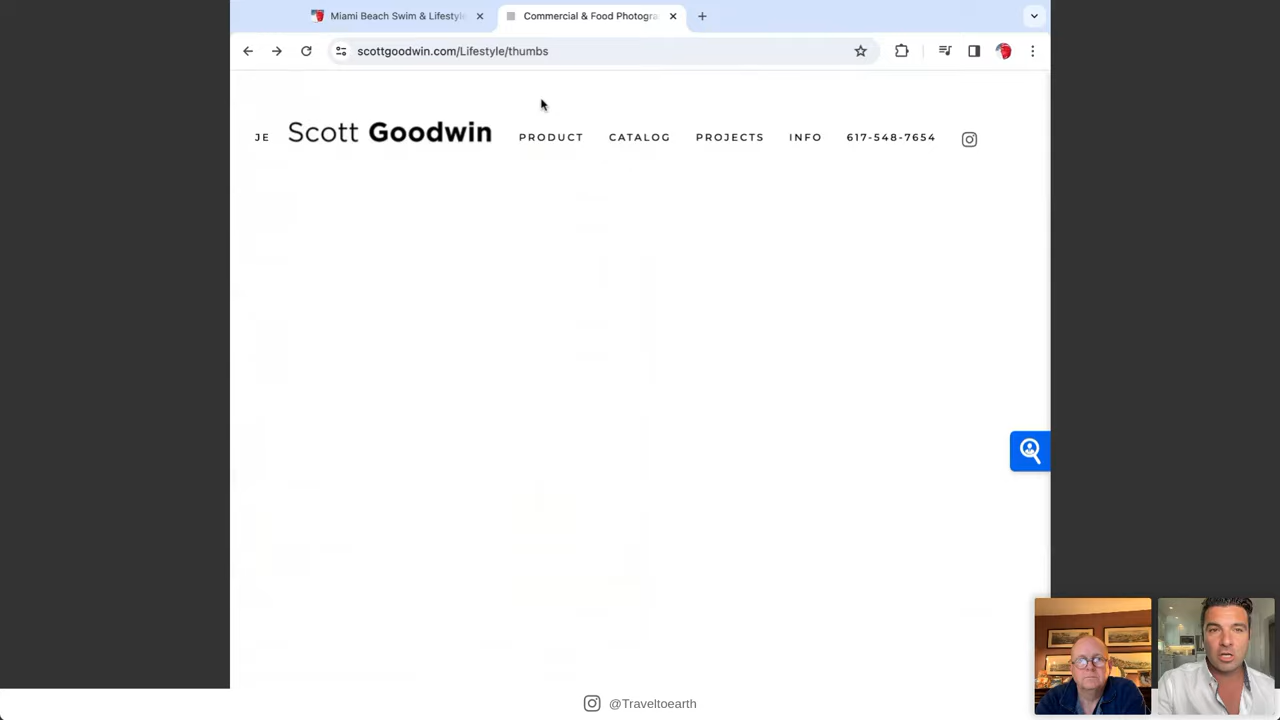 Miami Beach Swim & Lifestyle
Commercial & Food Photogra
scottgoodwin.com/Lifestyle/thumbs
JE
Scott Goodwin
PRODUCT
CATALOG
PROJECTS
INFO
617-548-7654
@Traveltoearth